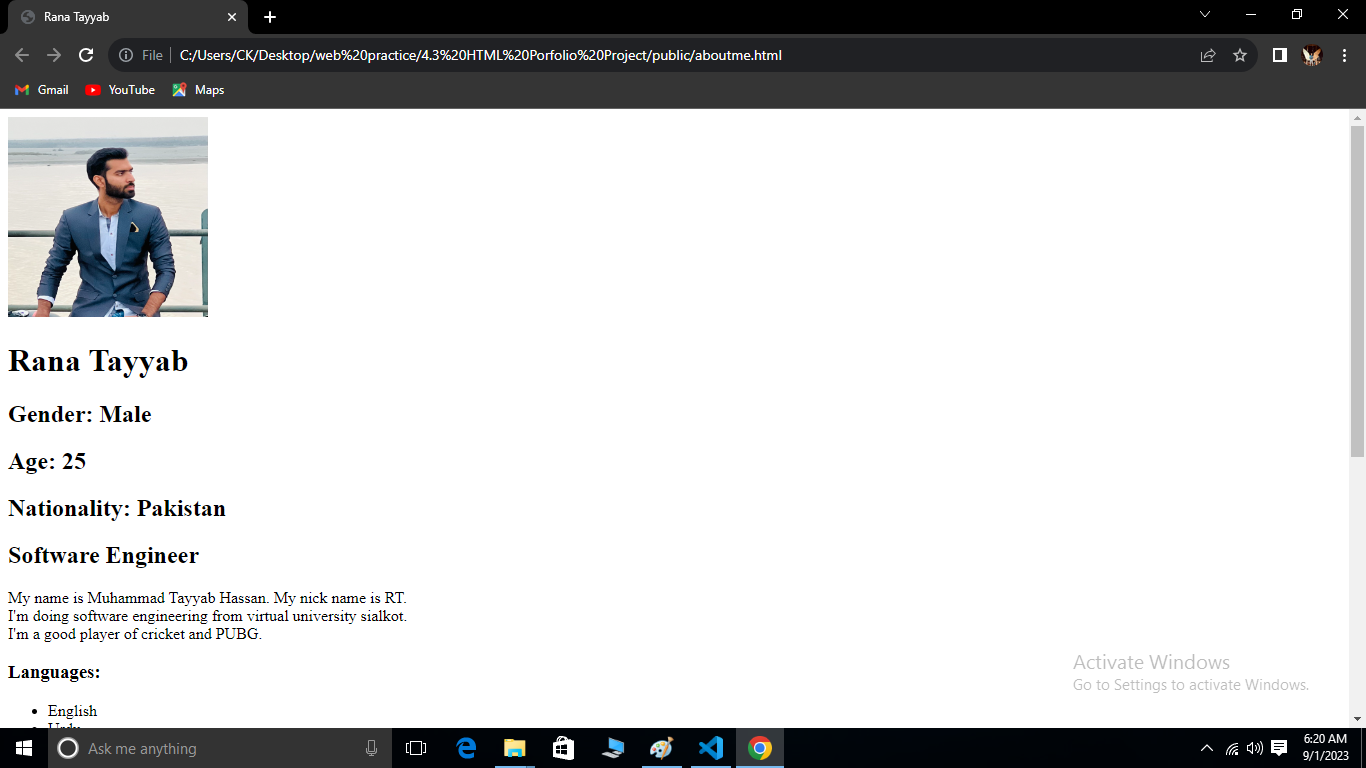 Rana Tayyab
File
C:/Users/CK/Desktop/web%20practice/4.3%20HTML%20Porfolio%20Project/public/aboutme.html
Gmail
YouTube
Maps
Rana Tayyab
Gender: Male
Age: 25
Nationality: Pakistan
Software Engineer
My name is Muhammad Tayyab Hassan. My nick name is RT.
I'm doing software engineering from virtual university sialkot.
I'm a good player of cricket and PUBG.
Languages:
English
Urdu
Activate Windows
Go to Settings to activate Windows.
Ask me anything
6:20 AM
9/1/2023